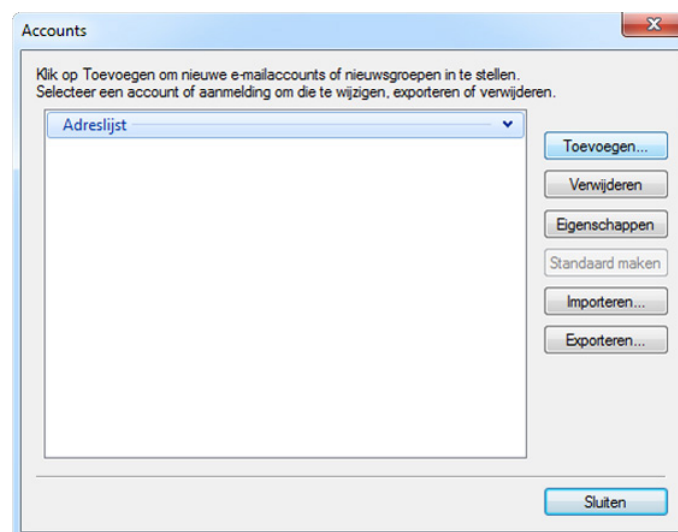 Accounts
Klik op Toevoegen om nieuwe e-mailaccounts of nieuwsgroepen in te stellen.
Selecteer een account of aanmelding om die te wijzigen, exporteren of verwijderen.
Adreslijst
Toevoegen...
Verwijderen
Eigenschappen
Standaard maken
Importeren...
Exporteren...
Sluiten